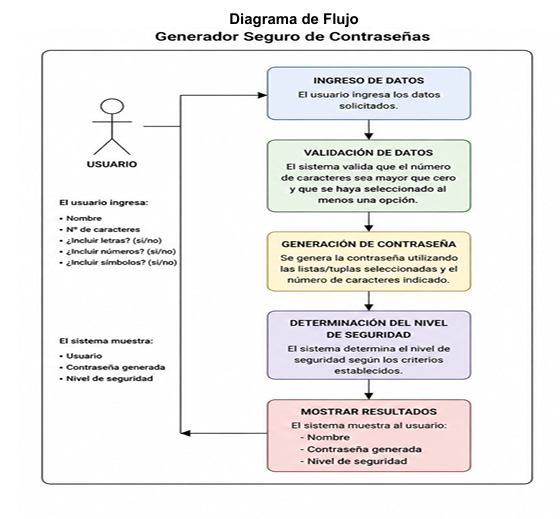 Diagrama de Flujo
Generador Seguro de Contraseñas
INGRESO DE DATOS
El usuario ingresa los datos
solicitados.
USUARIO
VALIDACIÓN DE DATOS
El sistema valida que el número
de caracteres sea mayor que cero
y que se haya seleccionado al
menos una opción.
El usuario ingresa:
• Nombre
• Nº de caracteres
• ¿Incluir letras? (si/no)
• ¿Incluir números? (si/no)
• ¿Incluir símbolos? (si/no)
GENERACIÓN DE CONTRASEÑA
Se genera la contraseña utilizando
las listas/tuplas seleccionadas y el
número de caracteres indicado.
DETERMINACIÓN DEL NIVEL
DE SEGURIDAD
El sistema determina el nivel de
seguridad según los criterios
establecidos.
El sistema muestra:
• Usuario
• Contraseña generada
• Nivel de seguridad
MOSTRAR RESULTADOS
El sistema muestra al usuario:
- Nombre
- Contraseña generada
- Nivel de seguridad